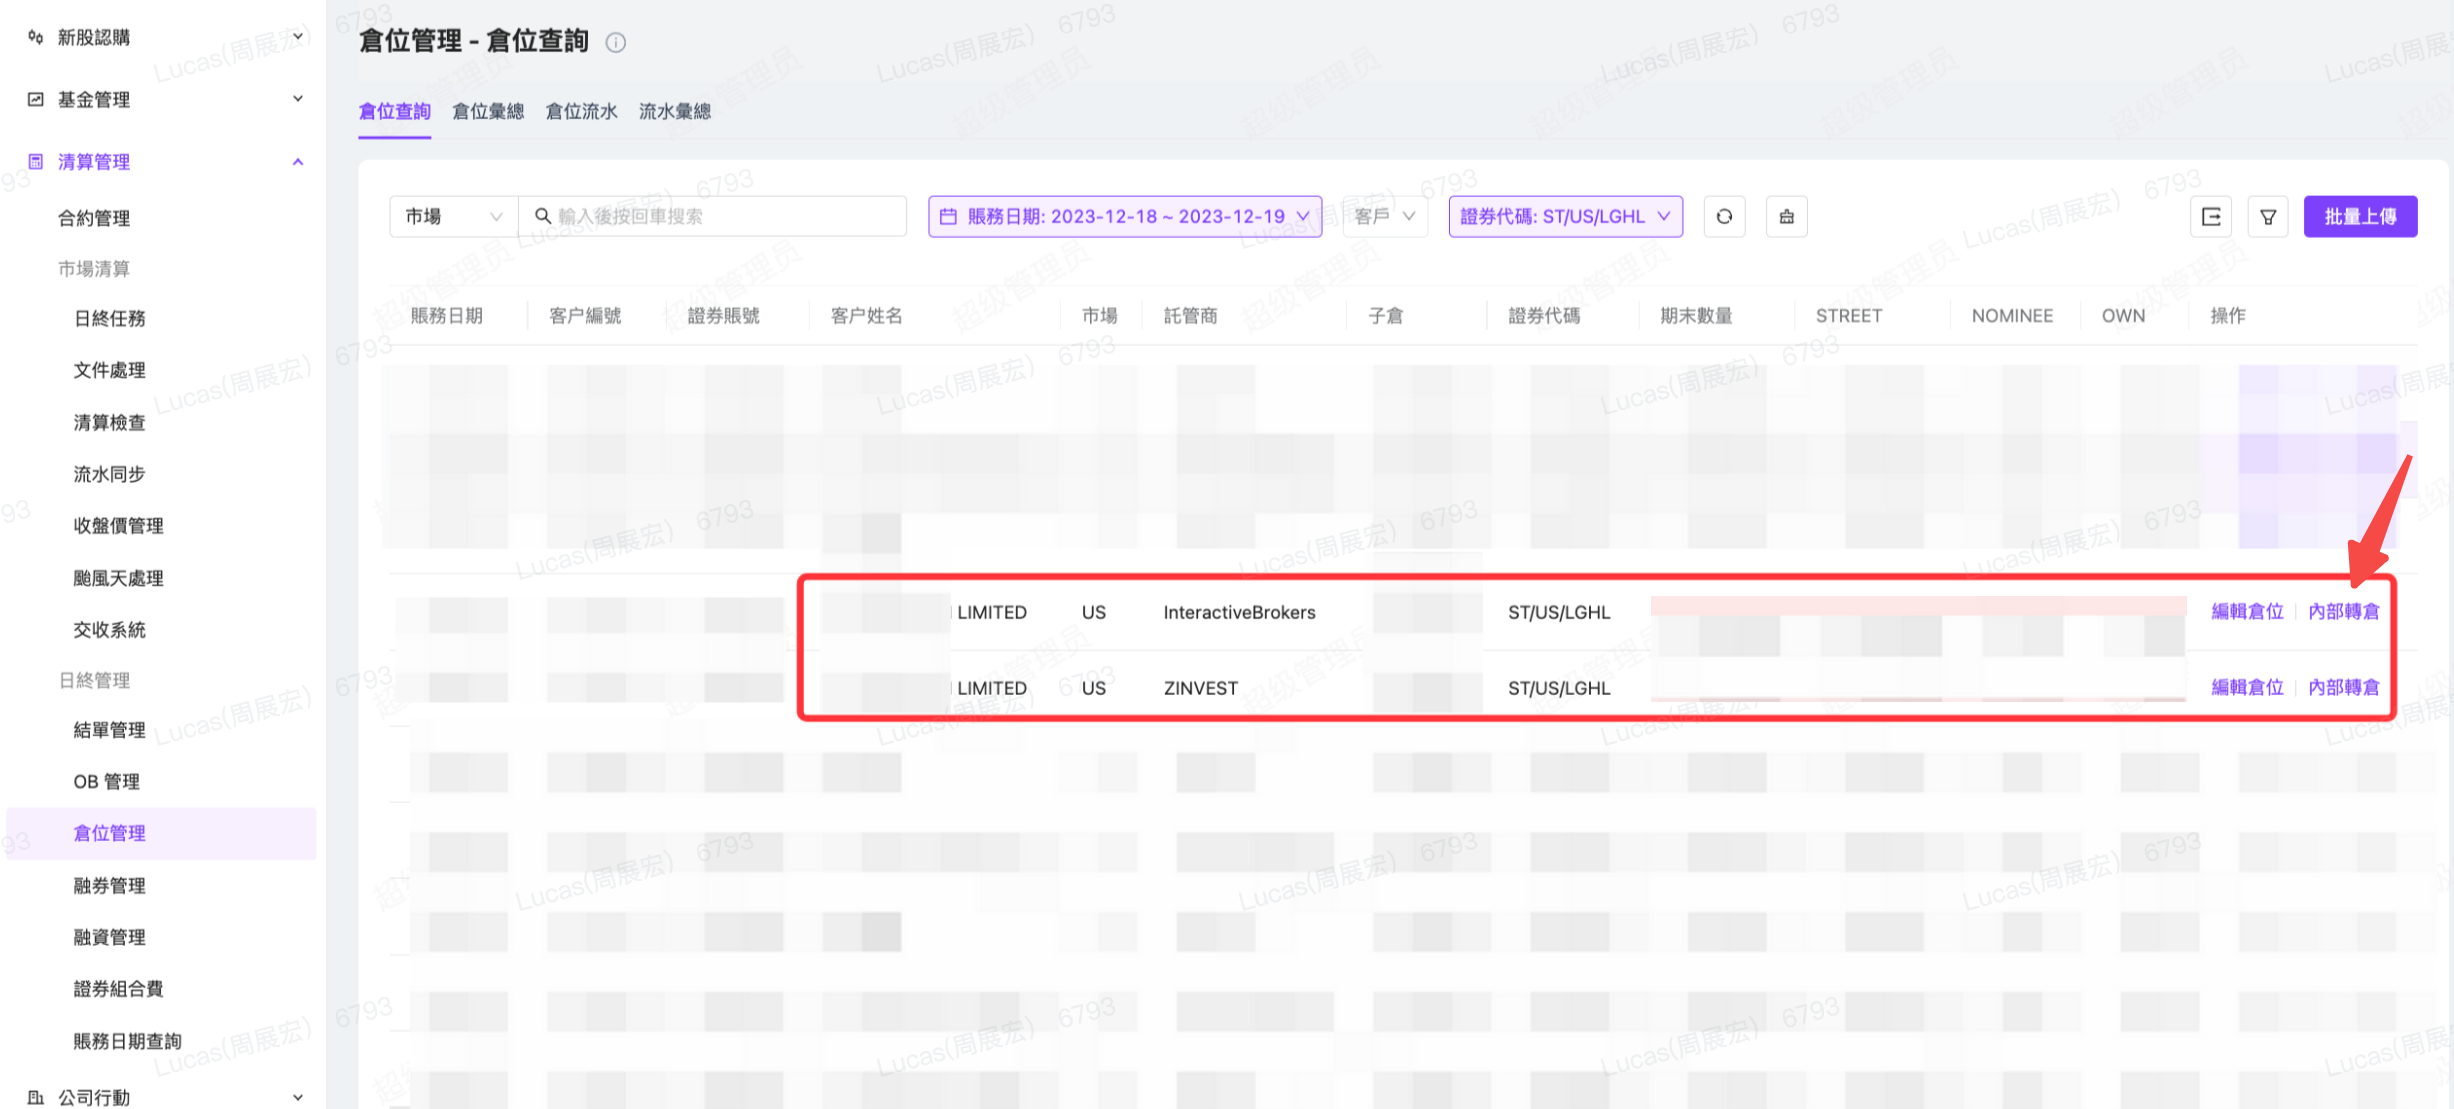 新股認購
基金管理
清算管理
合約管理
市場清算
日終任務
文件處理
清算檢查
流水同步
收盤價管理
颱風天處理
交收系統
日終管理
結單管理
OB 管理
倉位管理
融券管理
融資管理
證券組合費
賬務日期查詢
公司行動
倉位管理 - 倉位查詢
倉位查詢 倉位彙總 倉位流水 流水彙總
市場 輸入後按回車搜索 賬務日期: 2023-12-18 ~ 2023-12-19 客戶 證券代碼: ST/US/LGHL 批量上傳
賬務日期 客户編號 證券賬號 客户姓名 市場 託管商 子倉 證券代碼 期末數量 STREET NOMINEE OWN 操作
LIMITED US InteractiveBrokers ST/US/LGHL 編輯倉位 內部轉倉
LIMITED US ZINVEST ST/US/LGHL 編輯倉位 內部轉倉
Lucas(周展宏) 6793
超级管理员